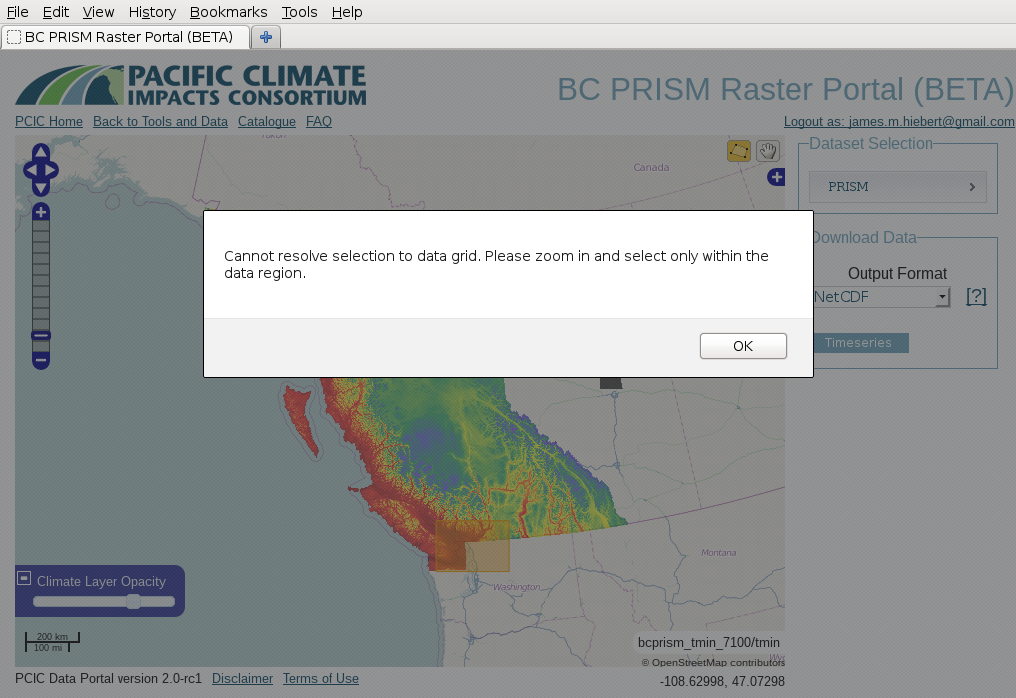 File Edit View History Bookmarks Tools Help
BC PRISM Raster Portal (BETA)
PACIFIC CLIMATE
IMPACTS CONSORTIUM
BC PRISM Raster Portal (BETA)
PCIC Home Back to Tools and Data Catalogue FAQ
Logout as: james.m.hiebert@gmail.com
Yukon
Canada
Dataset Selection
PRISM
Cannot resolve selection to data grid. Please zoom in and select only within the
data region.
OK
Download Data
Output Format
NetCDF
[?]
Timeseries
Montana
Washington
Climate Layer Opacity
200 km
100 mi
bcprism_tmin_7100/tmin
© OpenStreetMap contributors
PCIC Data Portal version 2.0-rc1 Disclaimer Terms of Use
-108.62998, 47.07298